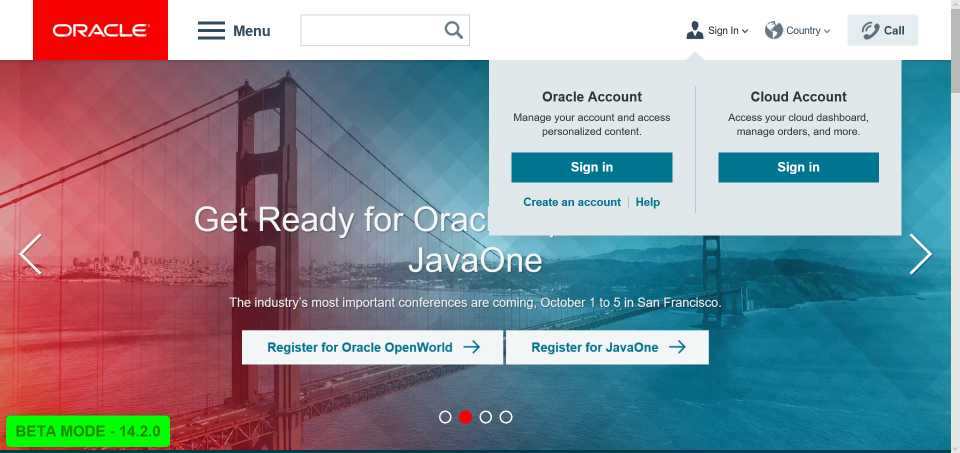 ORACLE
Menu
Sign In
Country
Call
Oracle Account
Manage your account and access
personalized content.
Sign in
Create an account
Help
Cloud Account
Access your cloud dashboard,
manage orders, and more.
Sign in
Get Ready for
JavaOne
The industry's most important conferences are coming, October 1 to 5 in San Francisco.
Register for Oracle OpenWorld
Register for JavaOne
BETA MODE - 14.2.0